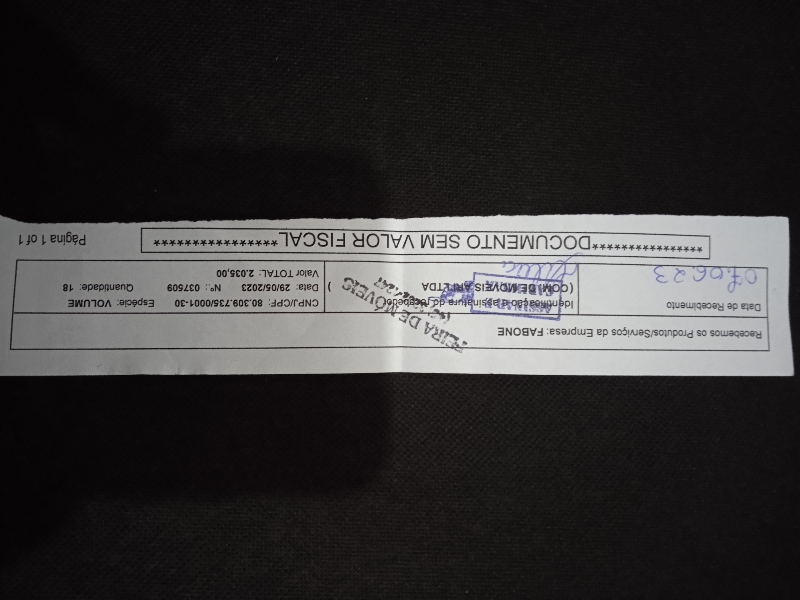 Recebemos os Produtos/Serviços da Empresa: FABONE
Data de Recebimento
07.06.23
Identificação e assinatura do recebedor
(COM. DE MOVEIS ARI LTDA )
FEIRA DE MÓVEIS
CNPJ/CPF: 80.309.735/0001-30 Espécie: VOLUME
Data: 29/05/2023 Nº.: 037509 Quantidade: 18
Valor TOTAL: 2.035,00
********************DOCUMENTO SEM VALOR FISCAL********************
Página 1 of 1